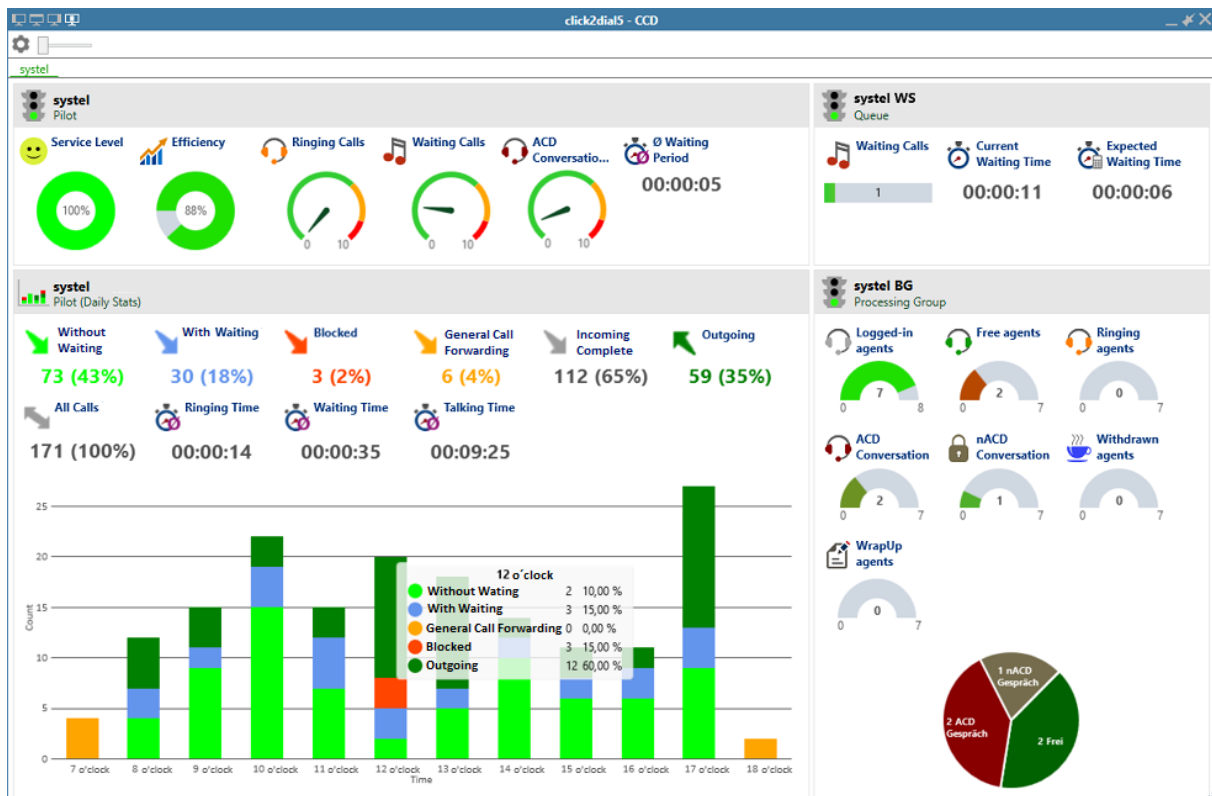 click2dial5 - CCD
systel
systel
Pilot
Service Level
Efficiency
Ringing Calls
Waiting Calls
ACD
Conversatio...
Ø Waiting
Period
100%
88%
0 10
0 10
0 10
00:00:05
systel WS
Queue
Waiting Calls
Current
Waiting Time
Expected
Waiting Time
1
00:00:11
00:00:06
systel
Pilot (Daily Stats)
Without
Waiting
With Waiting
Blocked
General Call
Forwarding
Incoming
Complete
Outgoing
73 (43%)
30 (18%)
3 (2%)
6 (4%)
112 (65%)
59 (35%)
All Calls
Ringing Time
Waiting Time
Talking Time
171 (100%)
00:00:14
00:00:35
00:09:25
25
20
15
10
5
0
Count
12 o´clock
Without Wating 2 10,00 %
With Waiting 3 15,00 %
General Call Forwarding 0 0,00 %
Blocked 3 15,00 %
Outgoing 12 60,00 %
7 o'clock 8 o'clock 9 o'clock 10 o'clock 11 o'clock 12 o'clock 13 o'clock 14 o'clock 15 o'clock 16 o'clock 17 o'clock 18 o'clock
Time
systel BG
Processing Group
Logged-in
agents
Free agents
Ringing
agents
7
0 8
2
0 7
0
0 7
ACD
Conversation
nACD
Conversation
Withdrawn
agents
2
0 7
1
0 7
0
0 7
WrapUp
agents
0
0 7
1 nACD
Gespräch
2 ACD
Gespräch
2 Frei